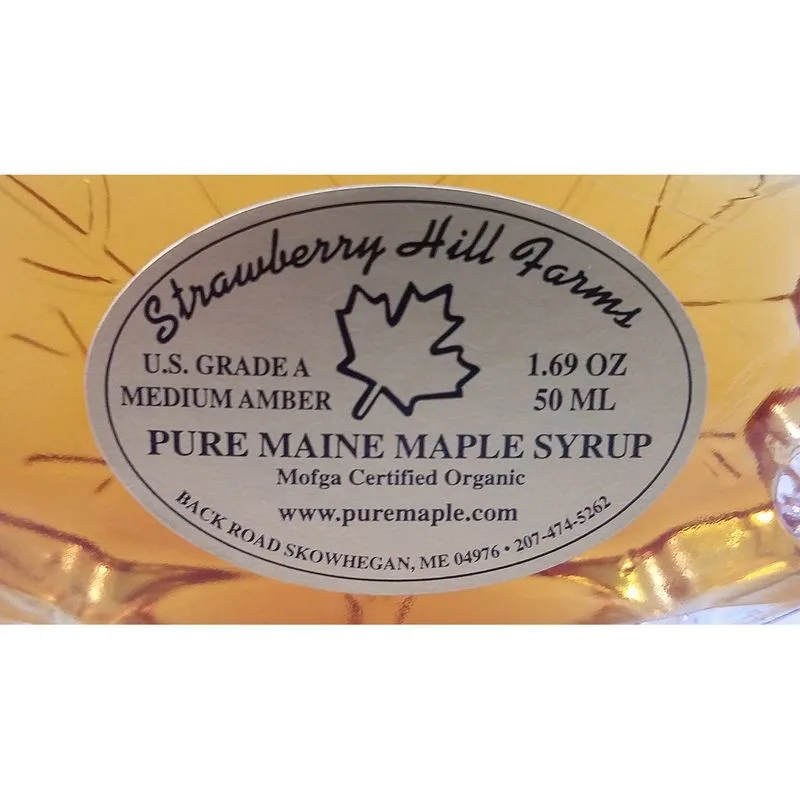 Strawberry Hill Farms
U.S. GRADE A
MEDIUM AMBER
1.69 OZ
50 ML
PURE MAINE MAPLE SYRUP
Mofga Certified Organic
www.puremaple.com
BACK ROAD SKOWHEGAN, ME 04976 • 207-474-5262